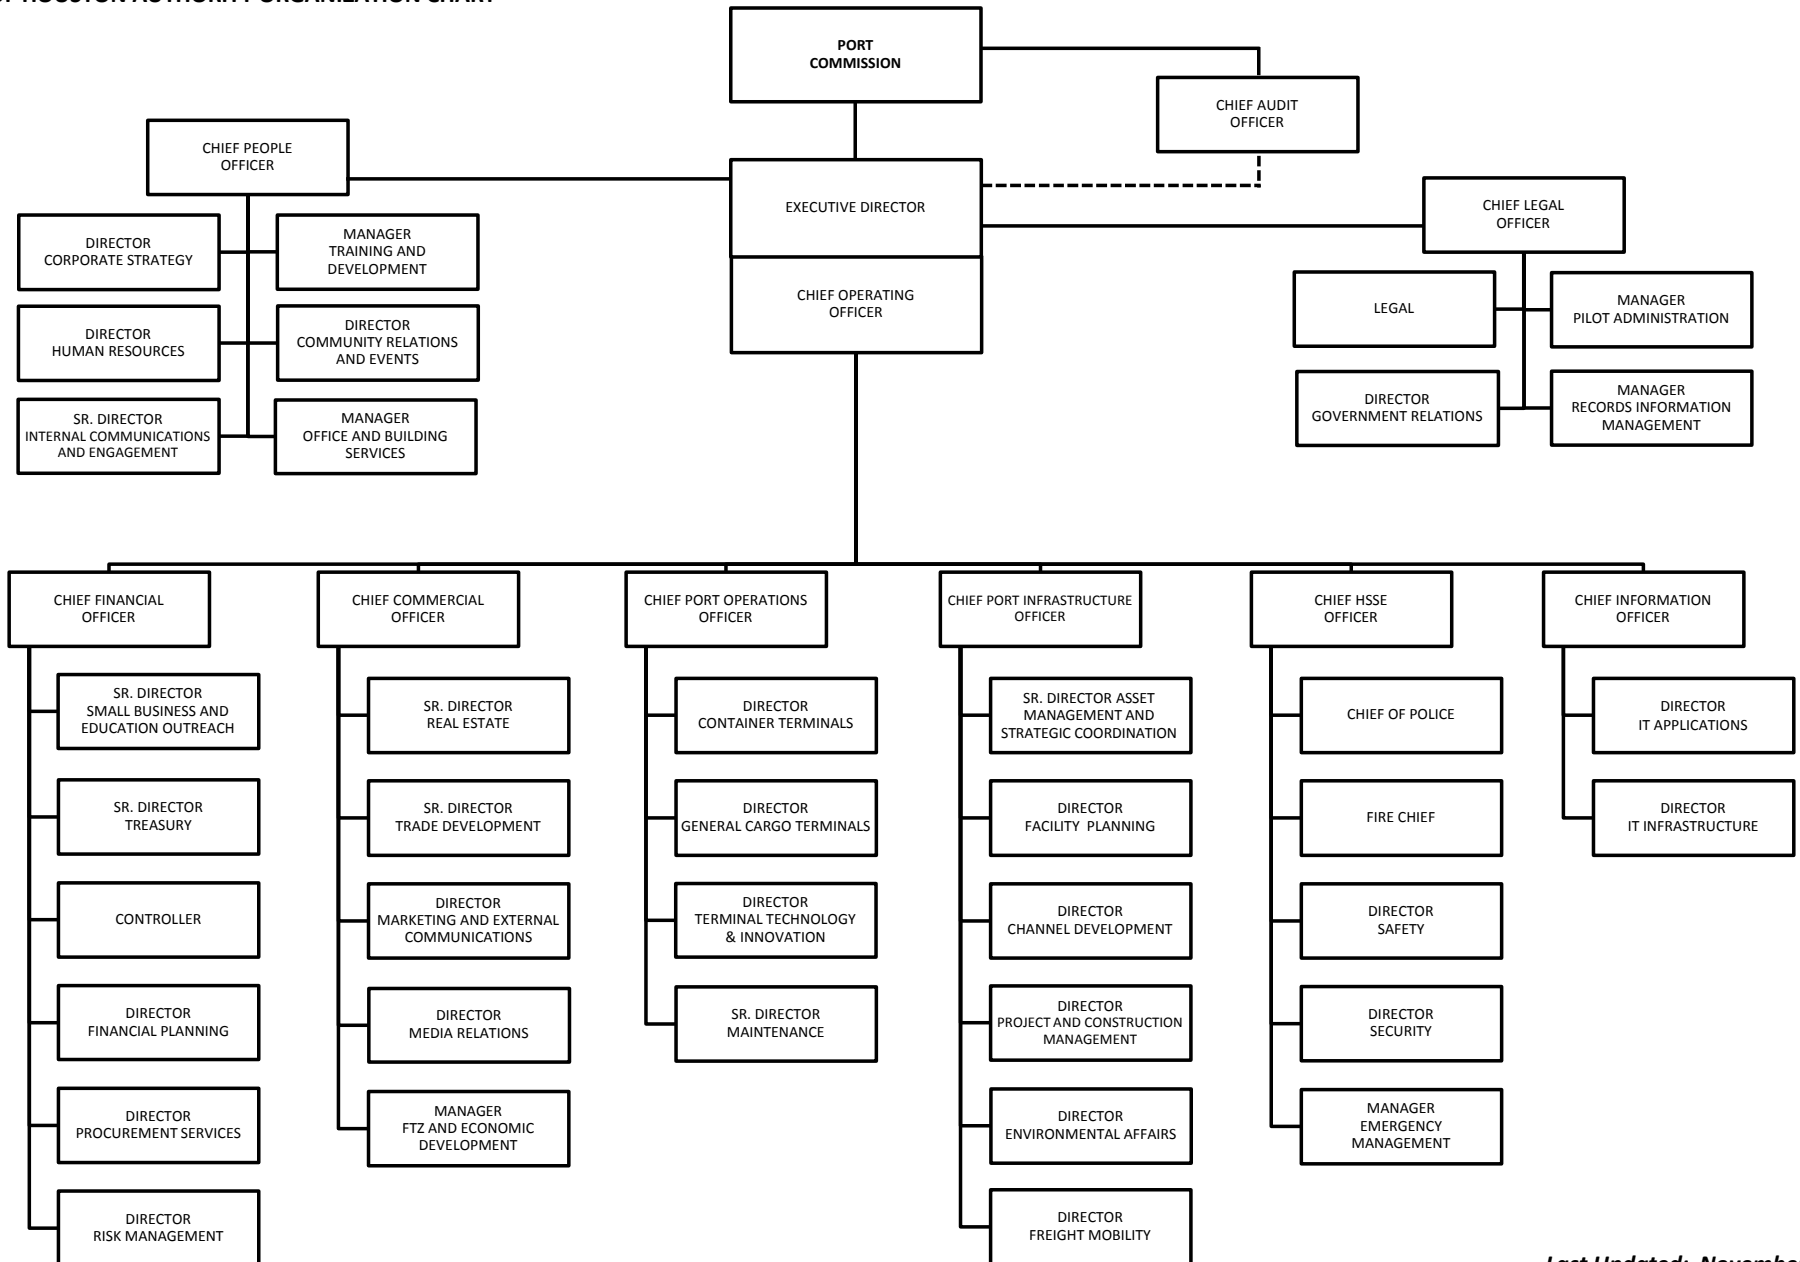 HOUSTON AUTHORITY ORGANIZATION CHART
PORT
COMMISSION
CHIEF AUDIT
OFFICER
CHIEF PEOPLE
OFFICER
EXECUTIVE DIRECTOR
CHIEF LEGAL
OFFICER
CHIEF OPERATING
OFFICER
DIRECTOR
CORPORATE STRATEGY
MANAGER
TRAINING AND
DEVELOPMENT
DIRECTOR
HUMAN RESOURCES
DIRECTOR
COMMUNITY RELATIONS
AND EVENTS
SR. DIRECTOR
INTERNAL COMMUNICATIONS
AND ENGAGEMENT
MANAGER
OFFICE AND BUILDING
SERVICES
LEGAL
MANAGER
PILOT ADMINISTRATION
DIRECTOR
GOVERNMENT RELATIONS
MANAGER
RECORDS INFORMATION
MANAGEMENT
CHIEF FINANCIAL
OFFICER
SR. DIRECTOR
SMALL BUSINESS AND
EDUCATION OUTREACH
SR. DIRECTOR
TREASURY
CONTROLLER
DIRECTOR
FINANCIAL PLANNING
DIRECTOR
PROCUREMENT SERVICES
DIRECTOR
RISK MANAGEMENT
CHIEF COMMERCIAL
OFFICER
SR. DIRECTOR
REAL ESTATE
SR. DIRECTOR
TRADE DEVELOPMENT
DIRECTOR
MARKETING AND EXTERNAL
COMMUNICATIONS
DIRECTOR
MEDIA RELATIONS
MANAGER
FTZ AND ECONOMIC
DEVELOPMENT
CHIEF PORT OPERATIONS
OFFICER
DIRECTOR
CONTAINER TERMINALS
DIRECTOR
GENERAL CARGO TERMINALS
DIRECTOR
TERMINAL TECHNOLOGY
& INNOVATION
SR. DIRECTOR
MAINTENANCE
CHIEF PORT INFRASTRUCTURE
OFFICER
SR. DIRECTOR ASSET
MANAGEMENT AND
STRATEGIC COORDINATION
DIRECTOR
FACILITY PLANNING
DIRECTOR
CHANNEL DEVELOPMENT
DIRECTOR
PROJECT AND CONSTRUCTION
MANAGEMENT
DIRECTOR
ENVIRONMENTAL AFFAIRS
DIRECTOR
FREIGHT MOBILITY
CHIEF HSSE
OFFICER
CHIEF OF POLICE
FIRE CHIEF
DIRECTOR
SAFETY
DIRECTOR
SECURITY
MANAGER
EMERGENCY
MANAGEMENT
CHIEF INFORMATION
OFFICER
DIRECTOR
IT APPLICATIONS
DIRECTOR
IT INFRASTRUCTURE
Last Updated: November